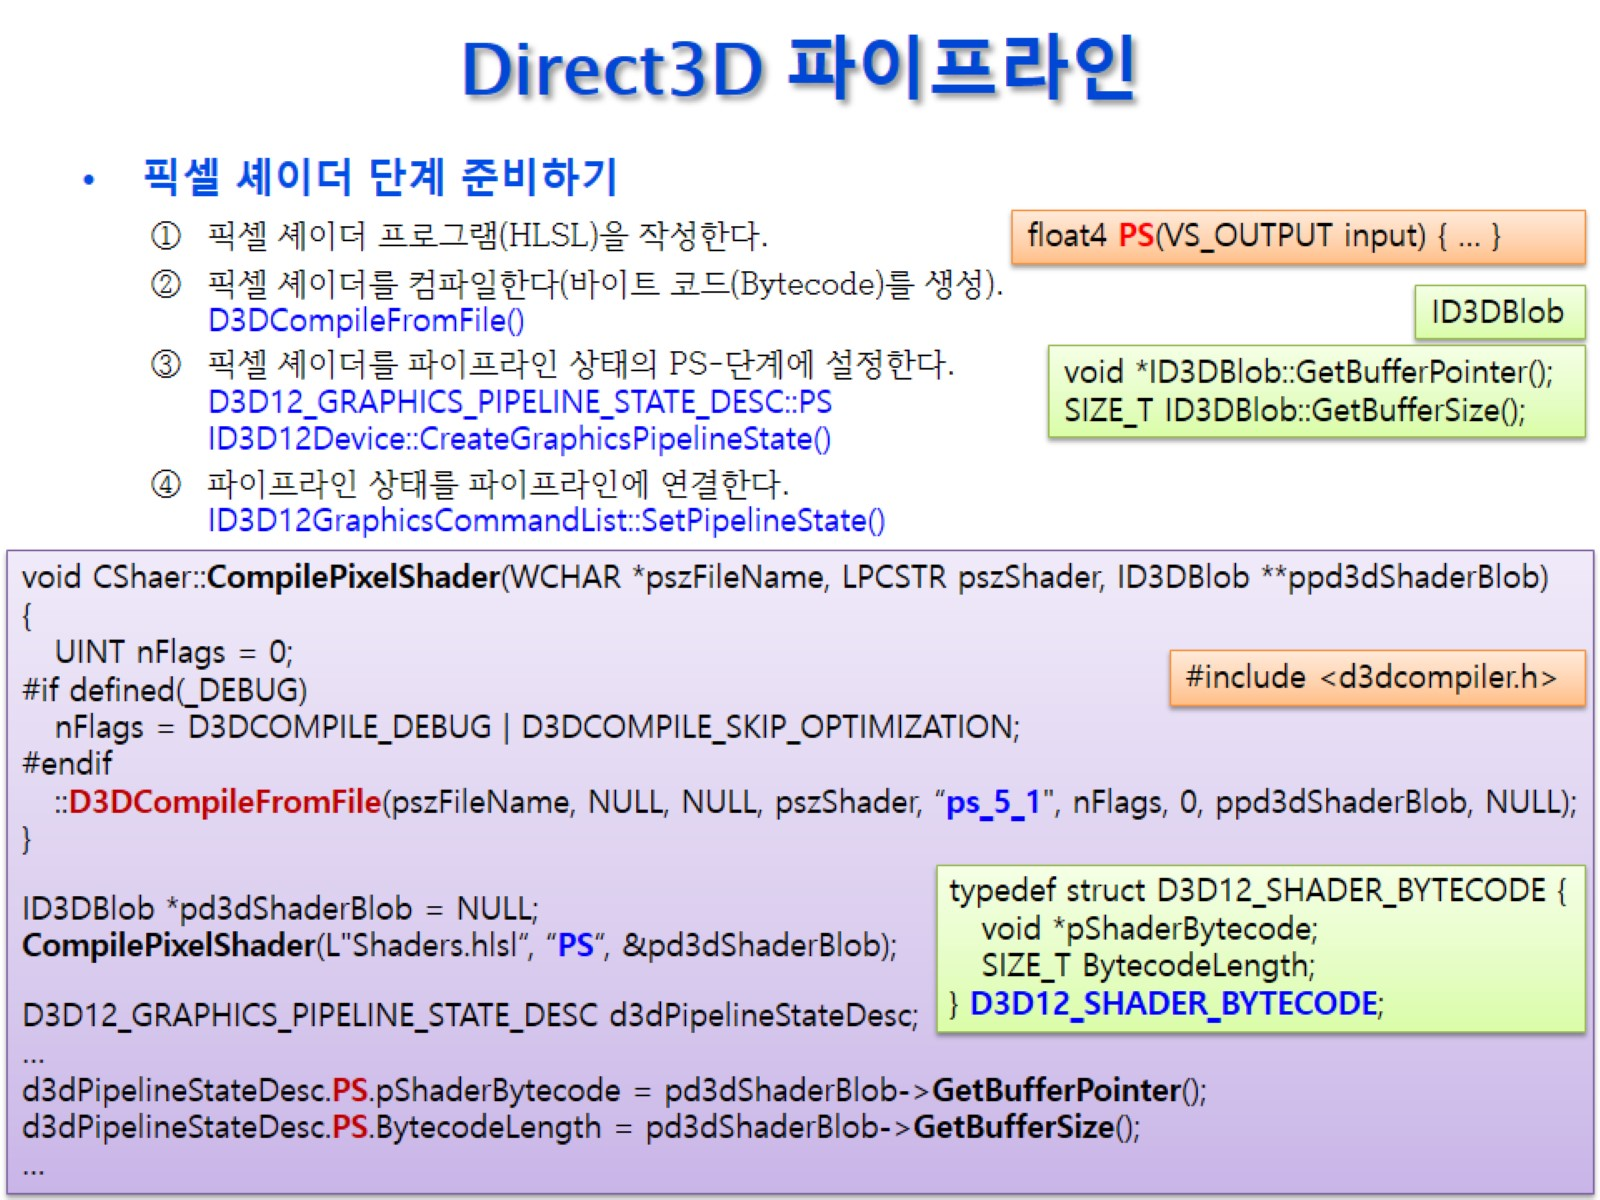 Direct3D 파이프라인
• 픽셀 셰이더 단계 준비하기
① 픽셀 셰이더 프로그램(HLSL)을 작성한다.
float4 PS(VS_OUTPUT input) { ... }
② 픽셀 셰이더를 컴파일한다(바이트 코드(Bytecode)를 생성).
D3DCompileFromFile()
ID3DBlob
③ 픽셀 셰이더를 파이프라인 상태의 PS-단계에 설정한다.
D3D12_GRAPHICS_PIPELINE_STATE_DESC::PS
ID3D12Device::CreateGraphicsPipelineState()
void *ID3DBlob::GetBufferPointer();
SIZE_T ID3DBlob::GetBufferSize();
④ 파이프라인 상태를 파이프라인에 연결한다.
ID3D12GraphicsCommandList::SetPipelineState()
void CShaer::CompilePixelShader(WCHAR *pszFileName, LPCSTR pszShader, ID3DBlob **ppd3dShaderBlob)
{
UINT nFlags = 0;
#if defined(_DEBUG)
nFlags = D3DCOMPILE_DEBUG | D3DCOMPILE_SKIP_OPTIMIZATION;
#endif
::D3DCompileFromFile(pszFileName, NULL, NULL, pszShader, “ps_5_1", nFlags, 0, ppd3dShaderBlob, NULL);
}
#include <d3dcompiler.h>
ID3DBlob *pd3dShaderBlob = NULL;
CompilePixelShader(L"Shaders.hlsl“, “PS“, &pd3dShaderBlob);
D3D12_GRAPHICS_PIPELINE_STATE_DESC d3dPipelineStateDesc;
...
d3dPipelineStateDesc.PS.pShaderBytecode = pd3dShaderBlob->GetBufferPointer();
d3dPipelineStateDesc.PS.BytecodeLength = pd3dShaderBlob->GetBufferSize();
...
typedef struct D3D12_SHADER_BYTECODE {
void *pShaderBytecode;
SIZE_T BytecodeLength;
} D3D12_SHADER_BYTECODE;